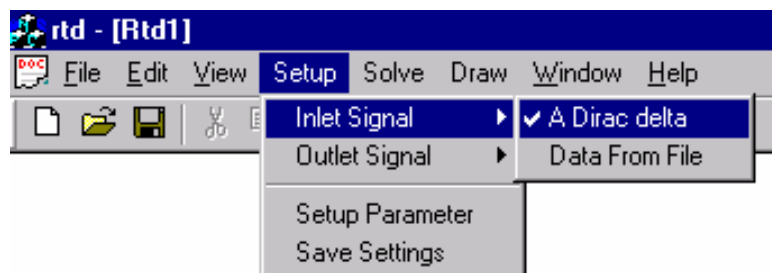 rtd - [Rtd1]
DOC File Edit View Setup Solve Draw Window Help
Inlet Signal A Dirac delta
Outlet Signal Data From File
Setup Parameter
Save Settings